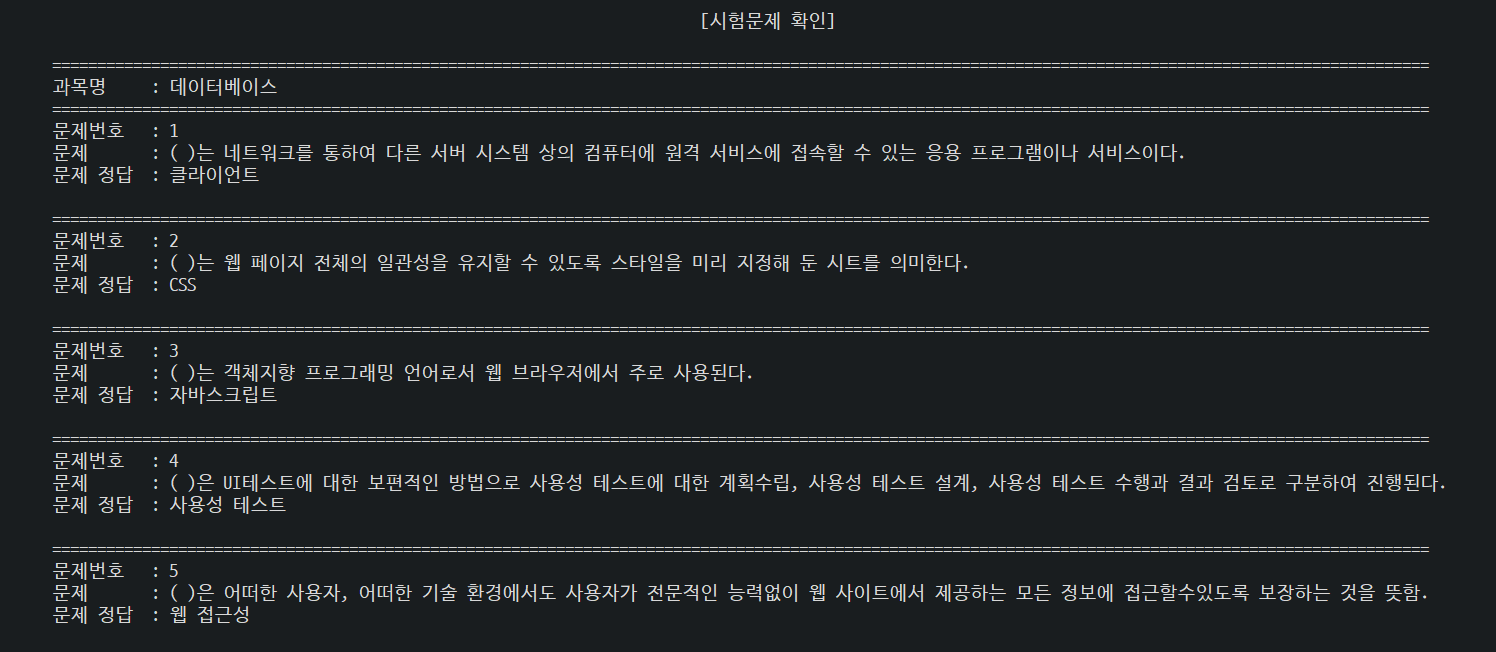 [시험문제 확인]
==========================================================================================================================================================
과목명 : 데이터베이스
==========================================================================================================================================================
문제번호 : 1
문제 : ( )는 네트워크를 통하여 다른 서버 시스템 상의 컴퓨터에 원격 서비스에 접속할 수 있는 응용 프로그램이나 서비스이다.
문제 정답 : 클라이언트
==========================================================================================================================================================
문제번호 : 2
문제 : ( )는 웹 페이지 전체의 일관성을 유지할 수 있도록 스타일을 미리 지정해 둔 시트를 의미한다.
문제 정답 : CSS
==========================================================================================================================================================
문제번호 : 3
문제 : ( )는 객체지향 프로그래밍 언어로서 웹 브라우저에서 주로 사용된다.
문제 정답 : 자바스크립트
==========================================================================================================================================================
문제번호 : 4
문제 : ( )은 UI테스트에 대한 보편적인 방법으로 사용성 테스트에 대한 계획수립, 사용성 테스트 설계, 사용성 테스트 수행과 결과 검토로 구분하여 진행된다.
문제 정답 : 사용성 테스트
==========================================================================================================================================================
문제번호 : 5
문제 : ( )은 어떠한 사용자, 어떠한 기술 환경에서도 사용자가 전문적인 능력없이 웹 사이트에서 제공하는 모든 정보에 접근할수있도록 보장하는 것을 뜻함.
문제 정답 : 웹 접근성